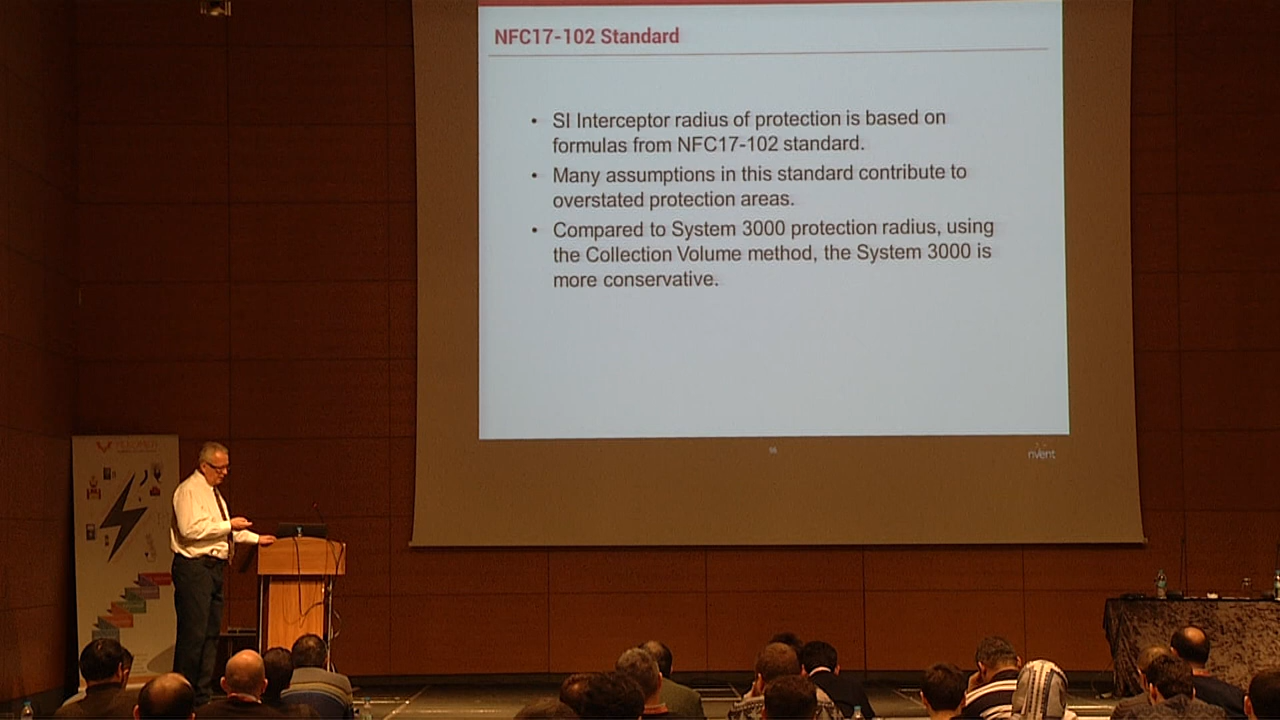 NFC17-102 Standard
• SI Interceptor radius of protection is based on
formulas from NFC17-102 standard.
• Many assumptions in this standard contribute to
overstated protection areas.
• Compared to System 3000 protection radius, using
the Collection Volume method, the System 3000 is
more conservative.
nVent